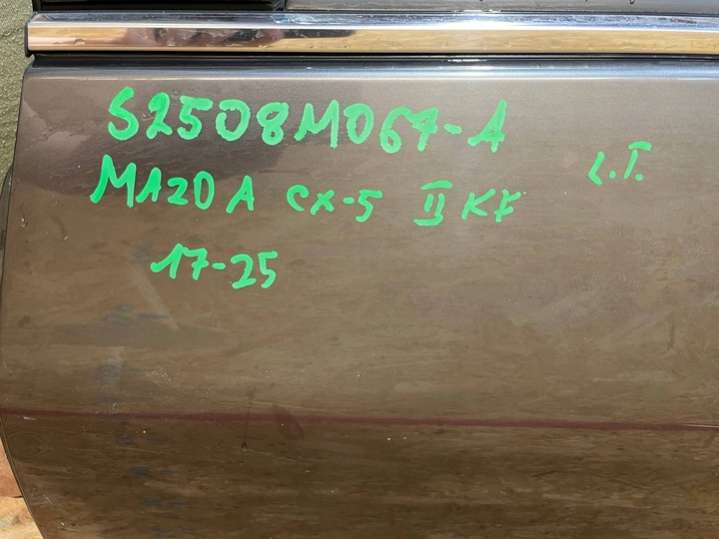 S2508M067-A
L.T.
MAZDA CX-5 II KF
17-25